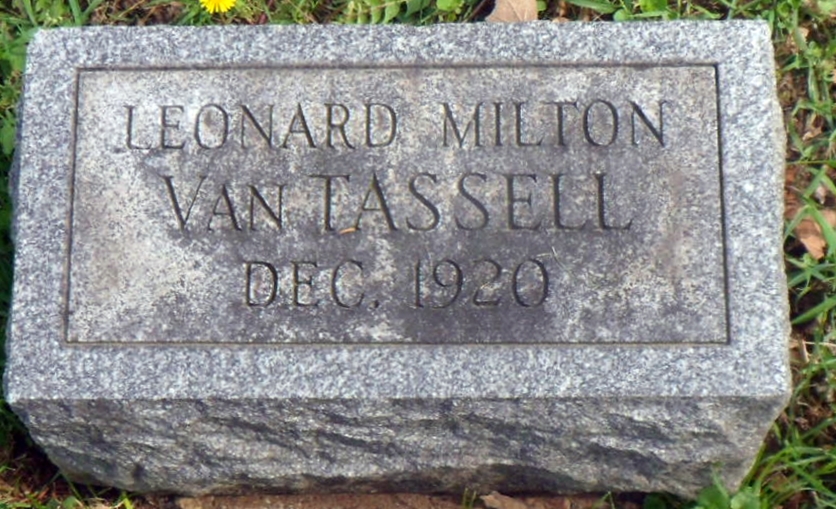 LEONARD MILTON
VAN TASSELL
DEC. 1920